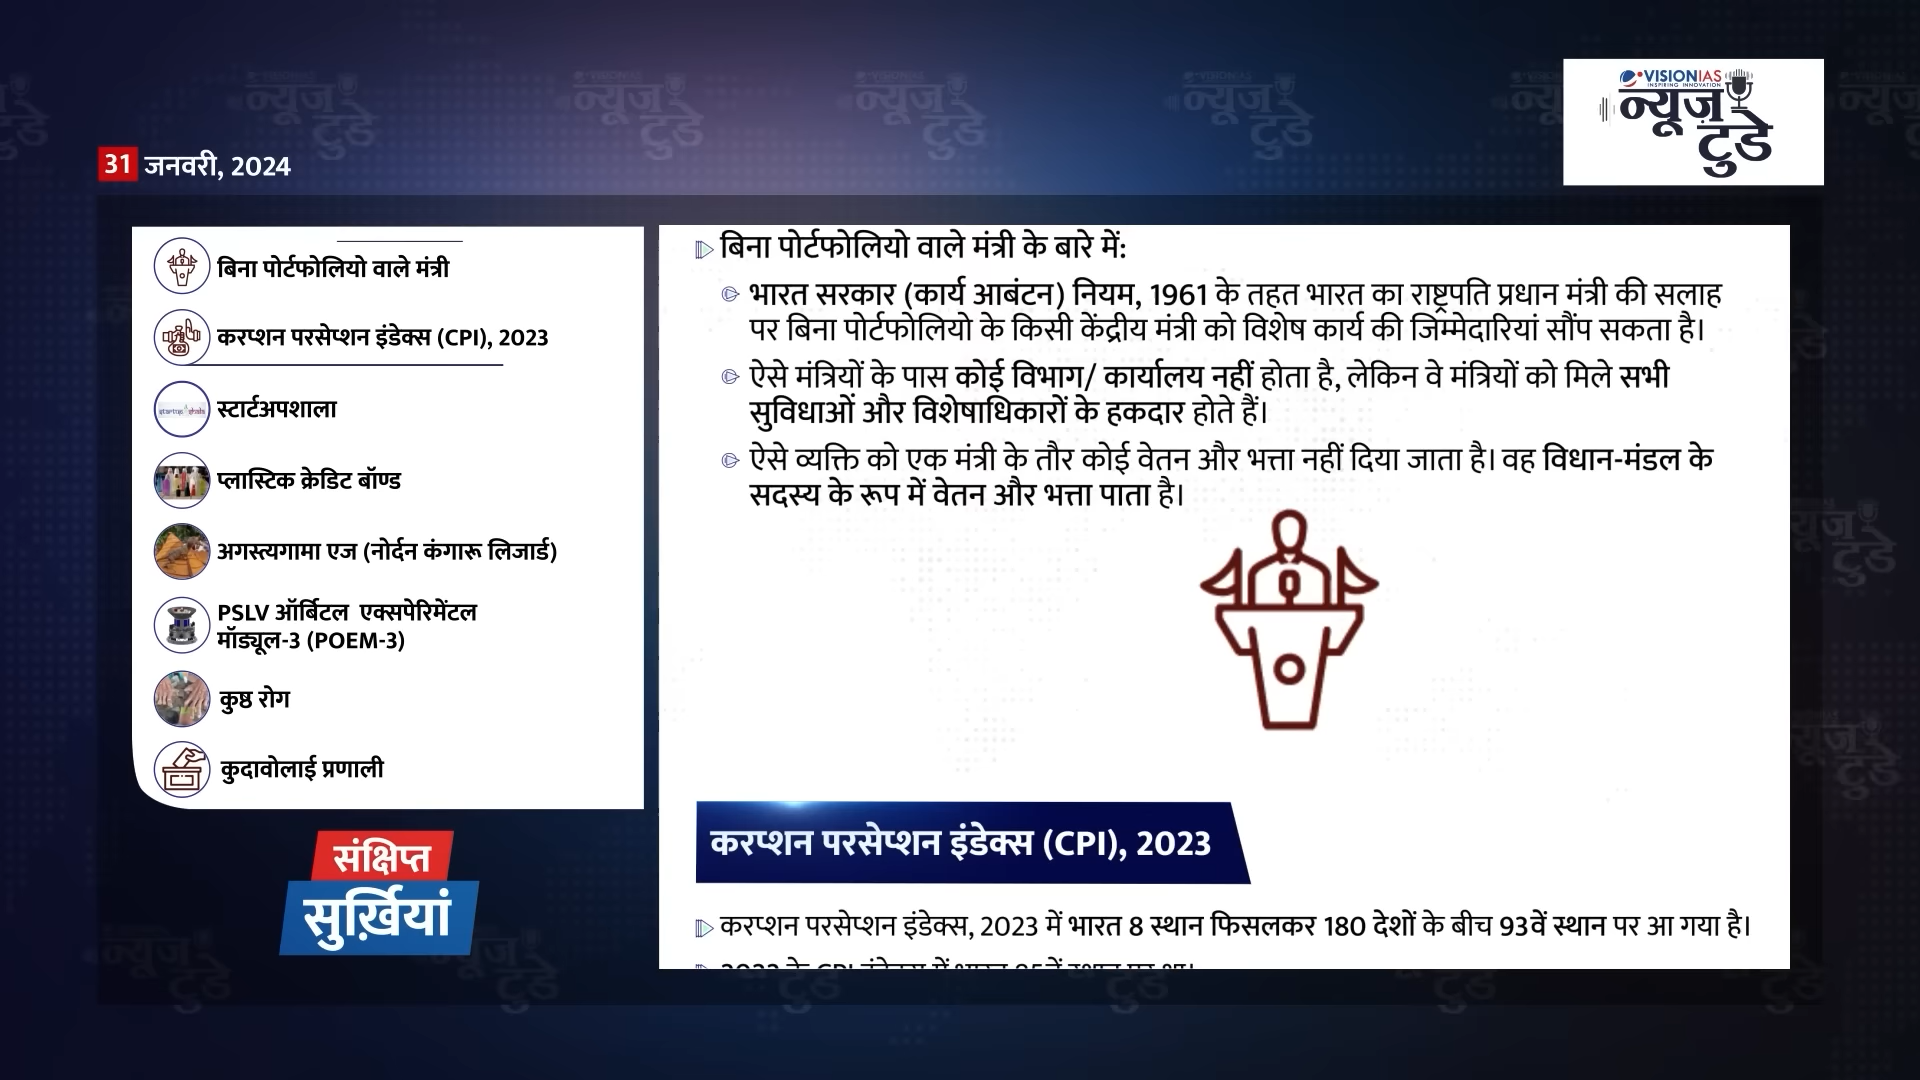 VISIONIAS
INSPIRING INNOVATION
न्यूज़
टुडे
31 जनवरी, 2024
बिना पोर्टफोलियो वाले मंत्री
करप्शन परसेप्शन इंडेक्स (CPI), 2023
स्टार्टअपशाला
प्लास्टिक क्रेडिट बॉण्ड
अगस्त्यगामा एज (नोर्दन कंगारू लिजार्ड)
PSLV ऑर्बिटल एक्सपेरिमेंटल
मॉड्यूल-3 (POEM-3)
कुष्ठ रोग
कुदावोलाई प्रणाली
संक्षिप्त
सुर्ख़ियां
बिना पोर्टफोलियो वाले मंत्री के बारे में:
भारत सरकार (कार्य आबंटन) नियम, 1961 के तहत भारत का राष्ट्रपति प्रधान मंत्री की सलाह
पर बिना पोर्टफोलियो के किसी केंद्रीय मंत्री को विशेष कार्य की जिम्मेदारियां सौंप सकता है।
ऐसे मंत्रियों के पास कोई विभाग/ कार्यालय नहीं होता है, लेकिन वे मंत्रियों को मिले सभी
सुविधाओं और विशेषाधिकारों के हकदार होते हैं।
ऐसे व्यक्ति को एक मंत्री के तौर कोई वेतन और भत्ता नहीं दिया जाता है। वह विधान-मंडल के
सदस्य के रूप में वेतन और भत्ता पाता है।
करप्शन परसेप्शन इंडेक्स (CPI), 2023
करप्शन परसेप्शन इंडेक्स, 2023 में भारत 8 स्थान फिसलकर 180 देशों के बीच 93वें स्थान पर आ गया है।